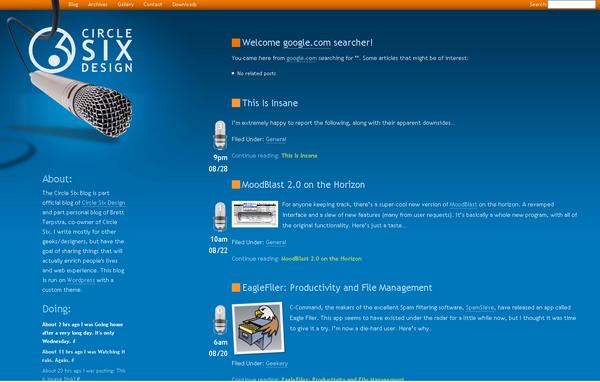 Blog Archives Gallery Contact Downloads Search:
CIRCLE
SIX
DESIGN
Welcome google.com searcher!
You came here from google.com searching for "". Some articles that might be of interest:
No related posts
This Is Insane
I'm extremely happy to report the following, along with their apparent downsides..
Filed Under: General
9pm
08/28
Continue reading: This Is Insane
About:
The Circle Six Blog is part
official blog of Circle Six Design
and part personal blog of Brett
Terpstra, co-owner of Circle
Six. I write mostly for other
geeks/designers, but have the
goal of sharing things that will
actually enrich people's lives
and web experience. This blog
is run on Wordpress with a
custom theme.
MoodBlast 2.0 on the Horizon
For anyone keeping track, there's a super-cool new version of MoodBlast on the horizon. A revamped
interface and a slew of new features (many from user requests). It's basically a whole new program, with all of
the original functionality. Here's just a taste..
10am
08/22
Filed Under: General
Continue reading: MoodBlast 2.0 on the Horizon
Doing:
About 2 hrs ago I was Going home
after a very long day. It's only
Wednesday. #
About 11 hrs ago I was Watching it
rain. Again. #
About 23 hrs ago I was posting: This
EagleFiler: Productivity and File Management
C-Command, the makers of the excellent Spam filtering software, SpamSieve, have released an app called
Eagle Filer. This app seems to have existed under the radar for a little while now, but I thought it was time
to give it a try. I'm now a die-hard user. Here's why..
6am
08/20
Filed Under: Geekery
Continue reading: EagleFiler: Productivity and File Management